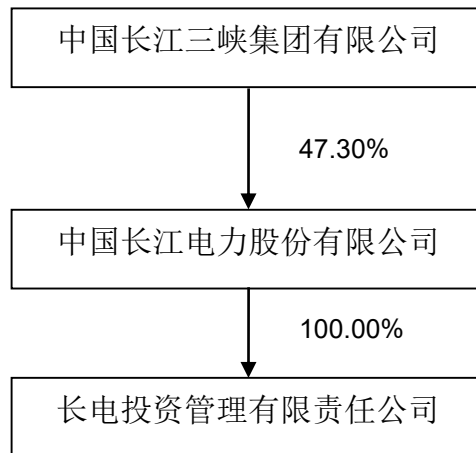 中国长江三峡集团有限公司
47.30%
中国长江电力股份有限公司
100.00%
长电投资管理有限责任公司